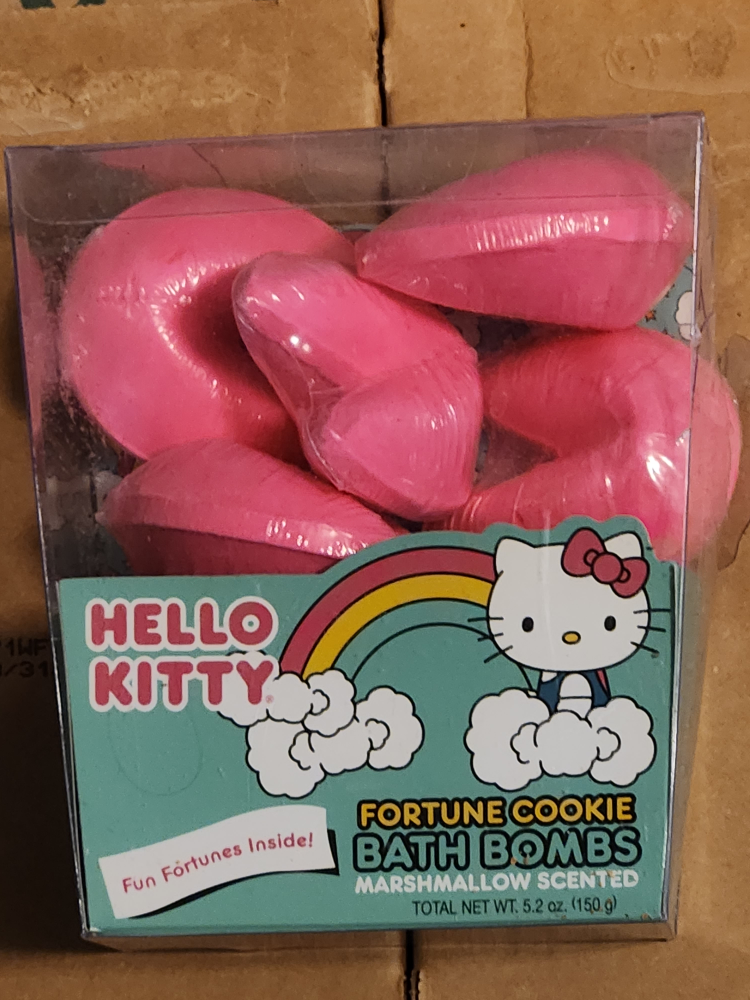 HELLO
KITTY®
Fun Fortunes Inside!
FORTUNE COOKIE
BATH BOMBS
MARSHMALLOW SCENTED
TOTAL NET WT. 5.2 oz. (150 g)